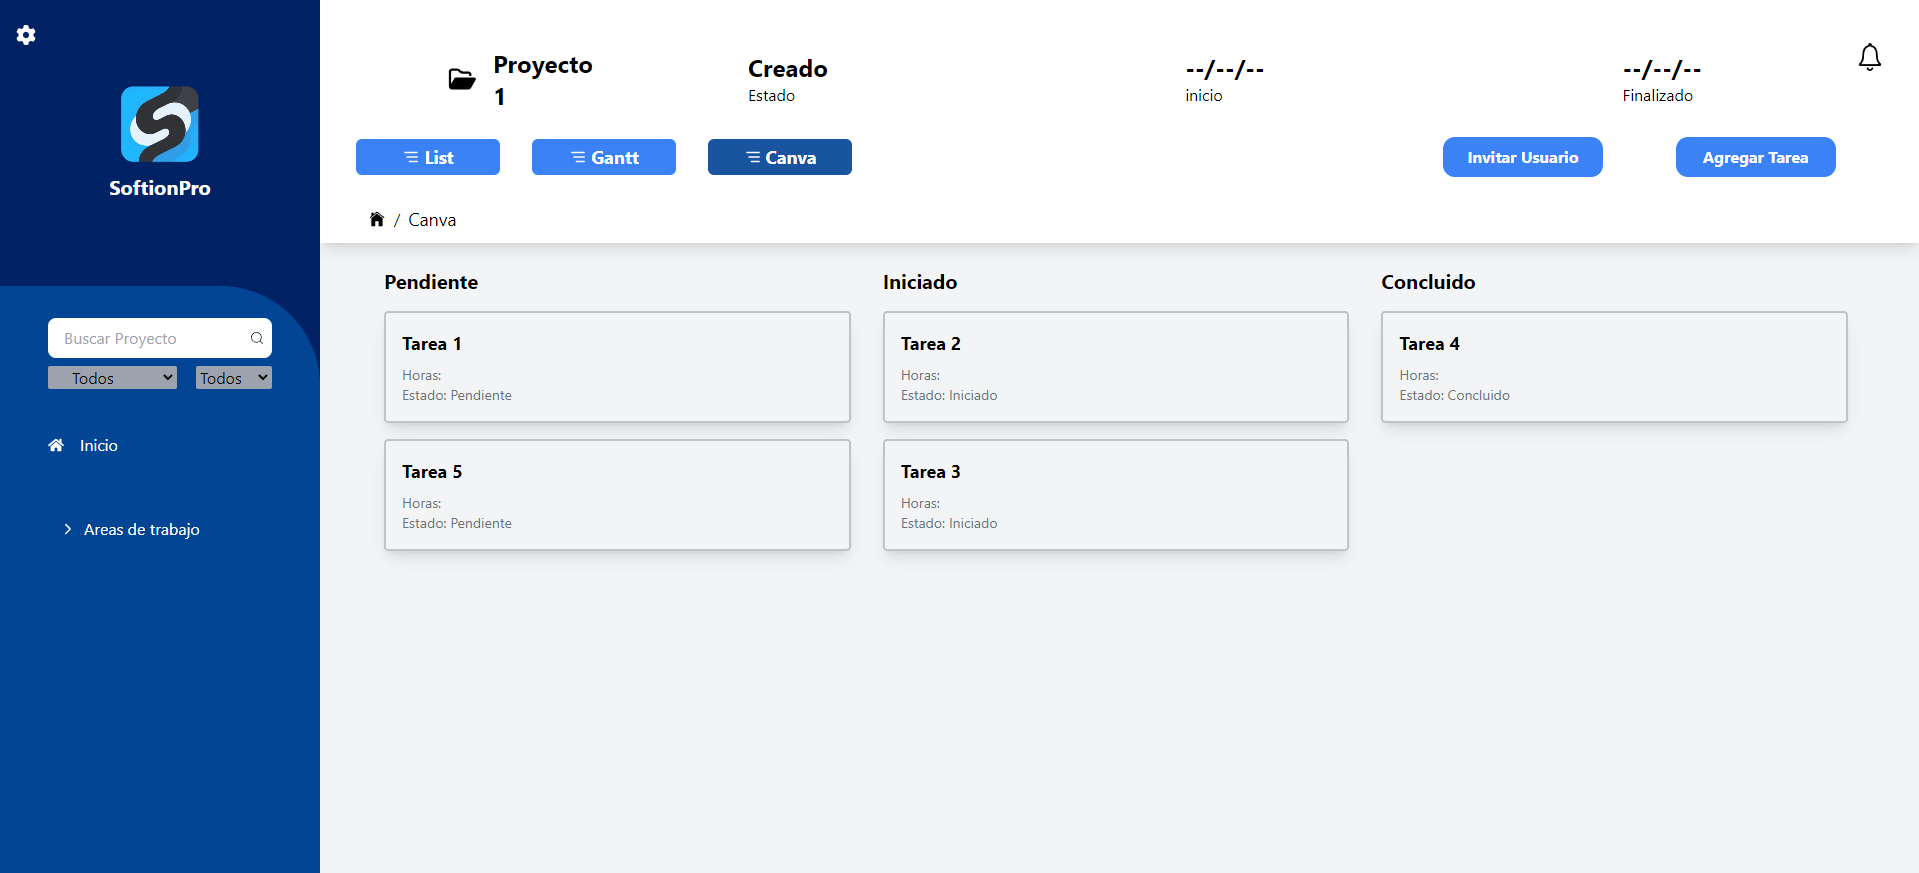 SoftionPro
Buscar Proyecto
Todos
Todos
Inicio
Areas de trabajo
Proyecto
1
Creado
Estado
--/--/--
inicio
--/--/--
Finalizado
List
Gantt
Canva
Invitar Usuario
Agregar Tarea
/ Canva
Pendiente
Tarea 1
Horas:
Estado: Pendiente
Tarea 5
Horas:
Estado: Pendiente
Iniciado
Tarea 2
Horas:
Estado: Iniciado
Tarea 3
Horas:
Estado: Iniciado
Concluido
Tarea 4
Horas:
Estado: Concluido